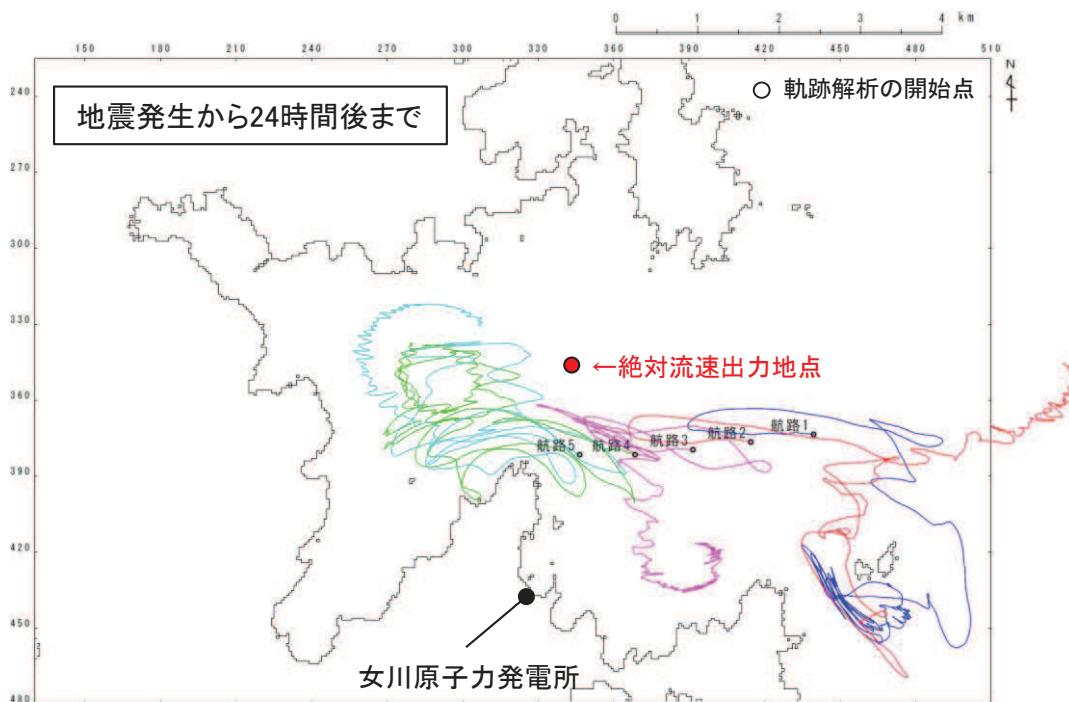 0 1 2 3 4 km
150 180 210 240 270 300 330 360 390 420 450 480 510
N
240
270
300
330
360
390
420
450
480
地震発生から24時間後まで
○ 軌跡解析の開始点
←絶対流速出力地点
航路5 航路4 航路3 航路2 航路1
女川原子力発電所